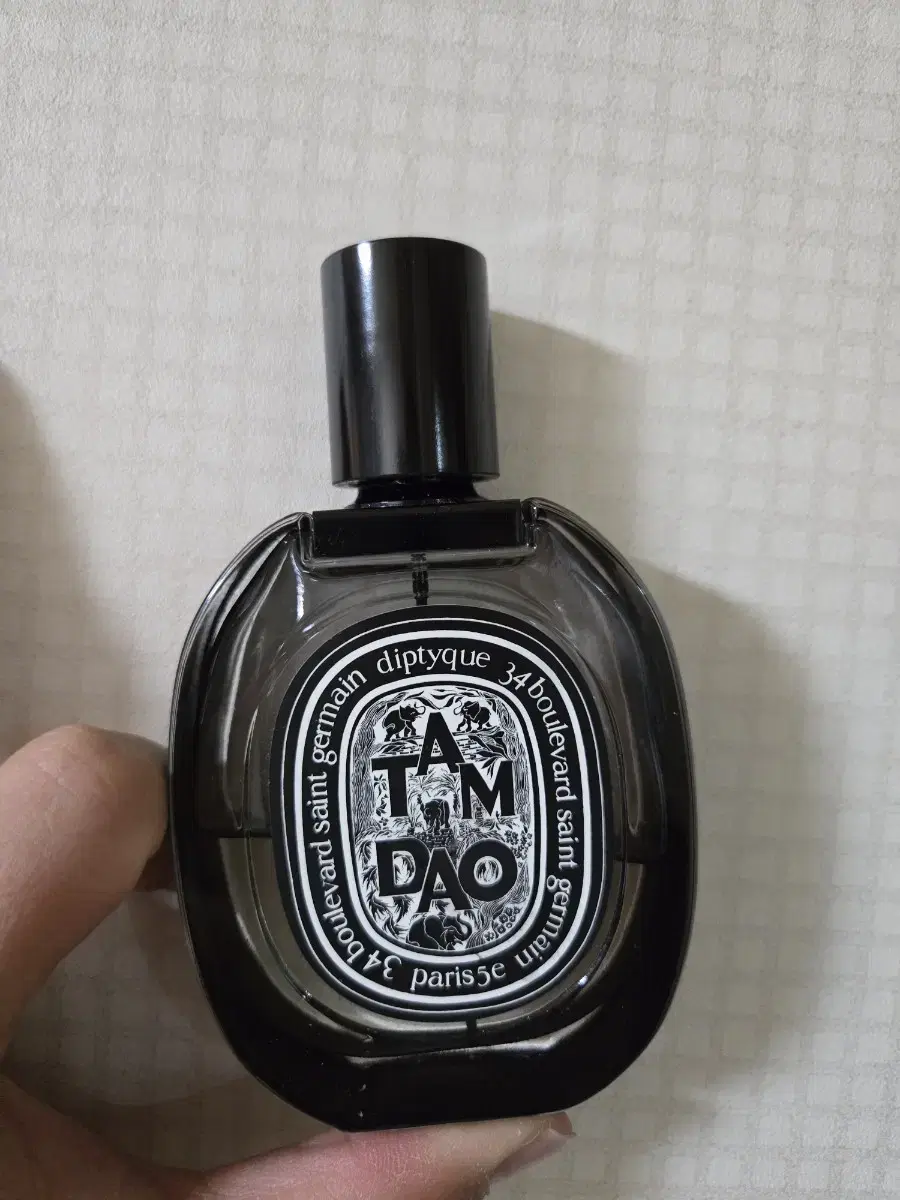 diptyque 34 boulevard saint germain paris5e 34 boulevard saint germain
TAM
DAO